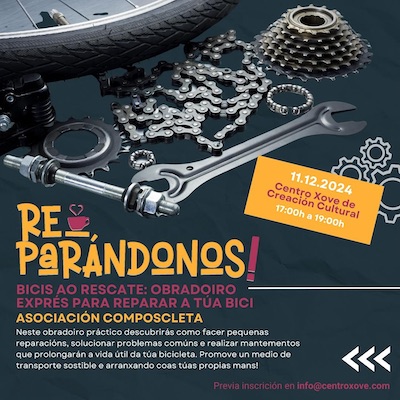 11.12.2024
Centro Xove de
Creación Cultural
17:00h a 19:00h
RE
PaRÁNDONOS!
BICIS AO RESCATE: OBRADOIRO
EXPRÉS PARA REPARAR A TÚA BICI
ASOCIACIÓN COMPOSCLETA
Neste obradoiro práctico descubrirás como facer pequenas
reparacións, solucionar problemas comúns e realizar mantementos
que prolongarán a vida útil da túa bicicleta. Promove un medio de
transporte sostible e arranxando coas túas propias mans!
Previa inscrición en info@centroxove.com